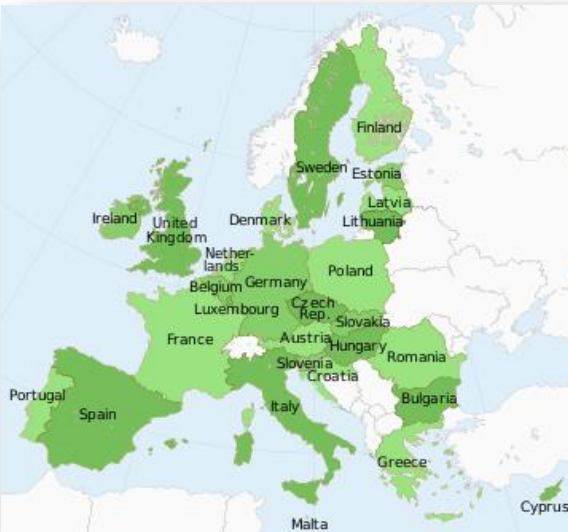 Finland
Sweden
Estonia
Latvia
Lithuania
Denmark
Ireland
United
Kingdom
Nether-
lands
Poland
Belgium
Germany
Luxembourg
Czech
Rep.
Slovakia
France
Austria
Hungary
Romania
Slovenia
Croatia
Portugal
Spain
Italy
Bulgaria
Greece
Cyprus
Malta